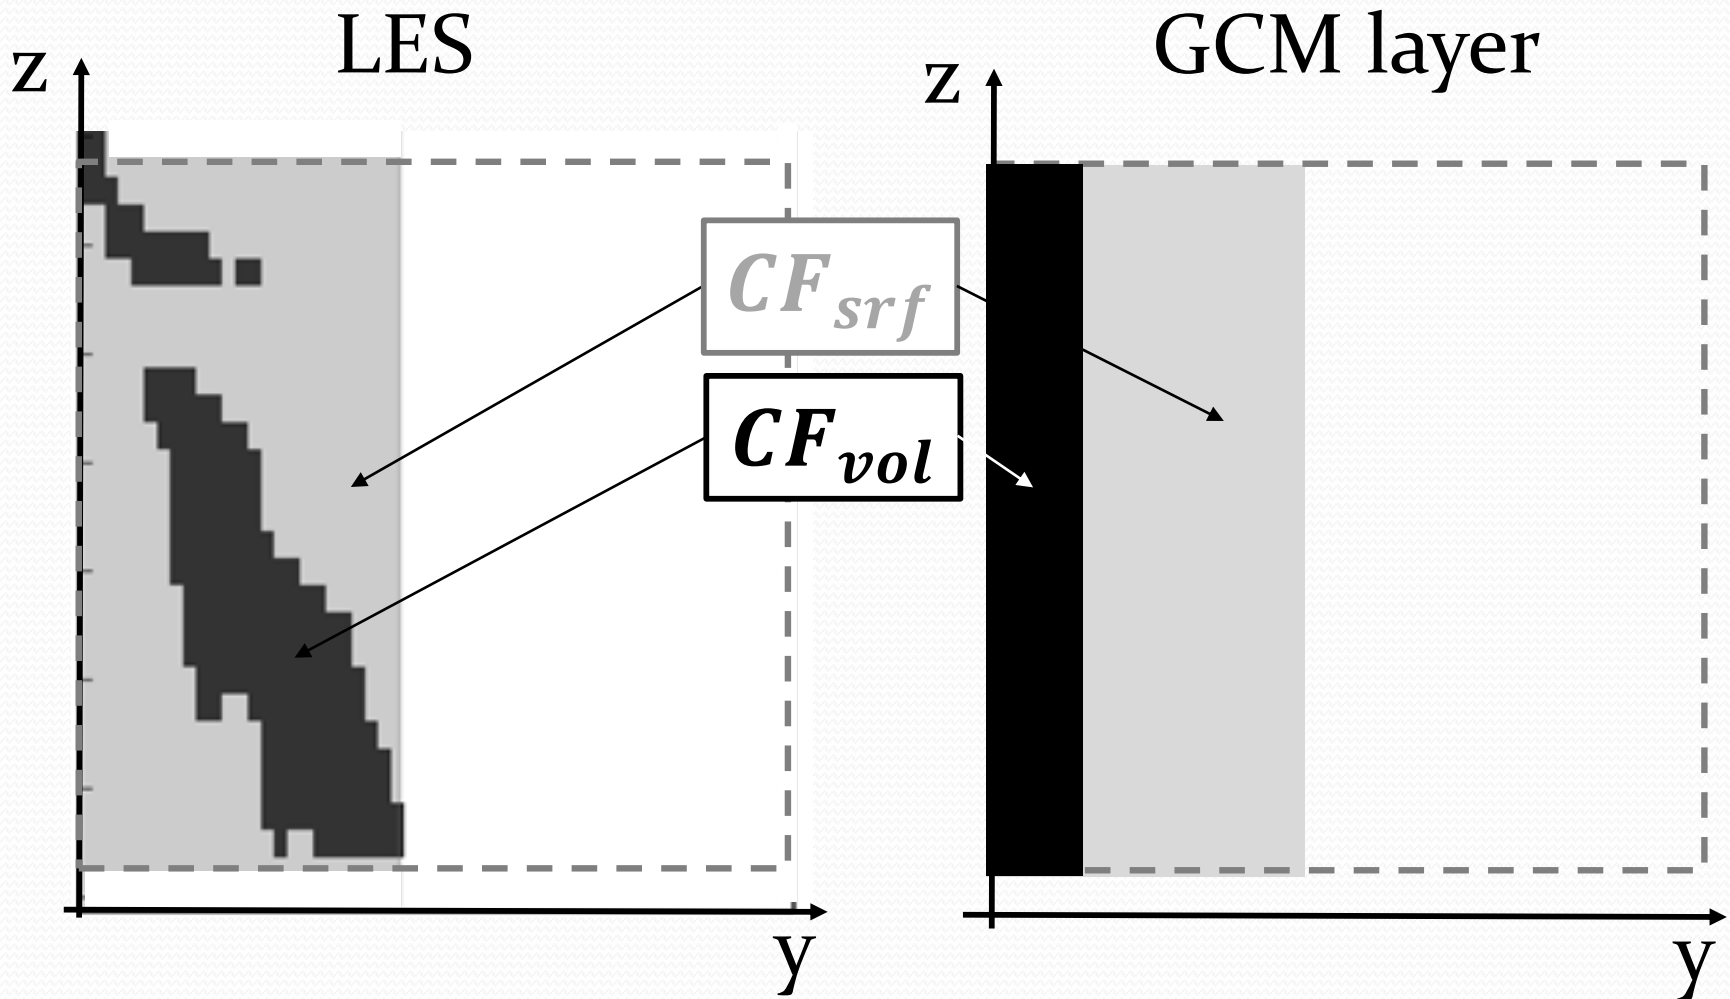 LES
GCM layer
z
z
CF_srf
CF_vol
y
y